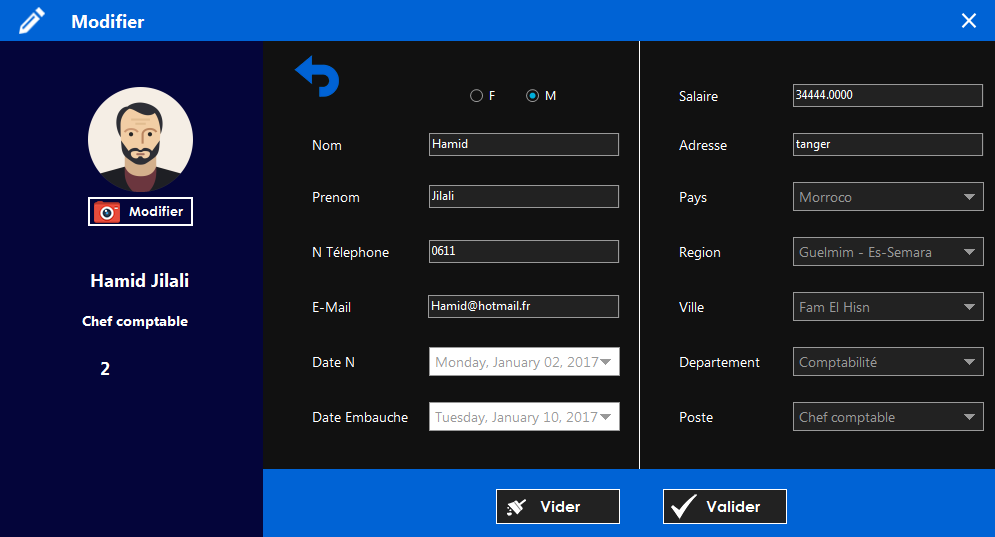 Modifier
Modifier
Hamid Jilali
Chef comptable
2
F M
Nom Hamid
Prenom Jilali
N Télephone 0611
E-Mail Hamid@hotmail.fr
Date N Monday, January 02, 2017
Date Embauche Tuesday, January 10, 2017
Salaire 34444.0000
Adresse tanger
Pays Morroco
Region Guelmim - Es-Semara
Ville Fam El Hisn
Departement Comptabilité
Poste Chef comptable
Vider Valider